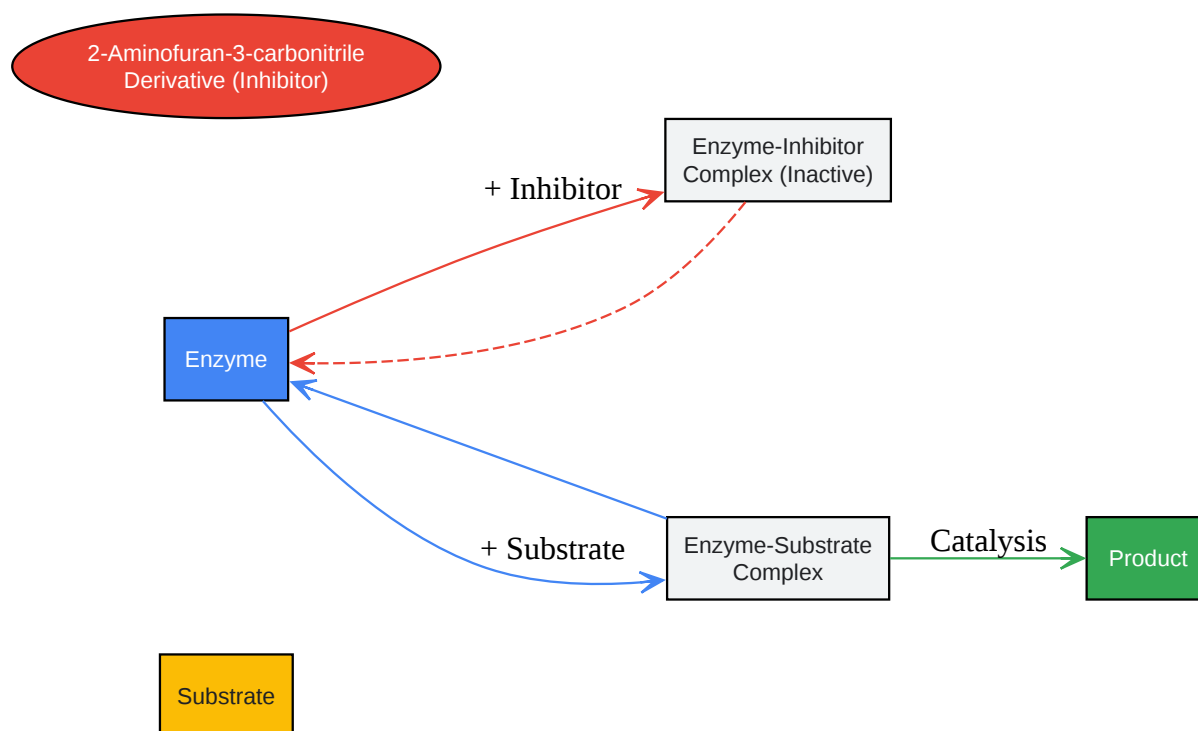 2-Aminofuran-3-carbonitrile
Derivative (Inhibitor)
Enzyme-Inhibitor
Complex (Inactive)
+ Inhibitor
Enzyme
+ Substrate
Enzyme-Substrate
Complex
Catalysis
Product
Substrate